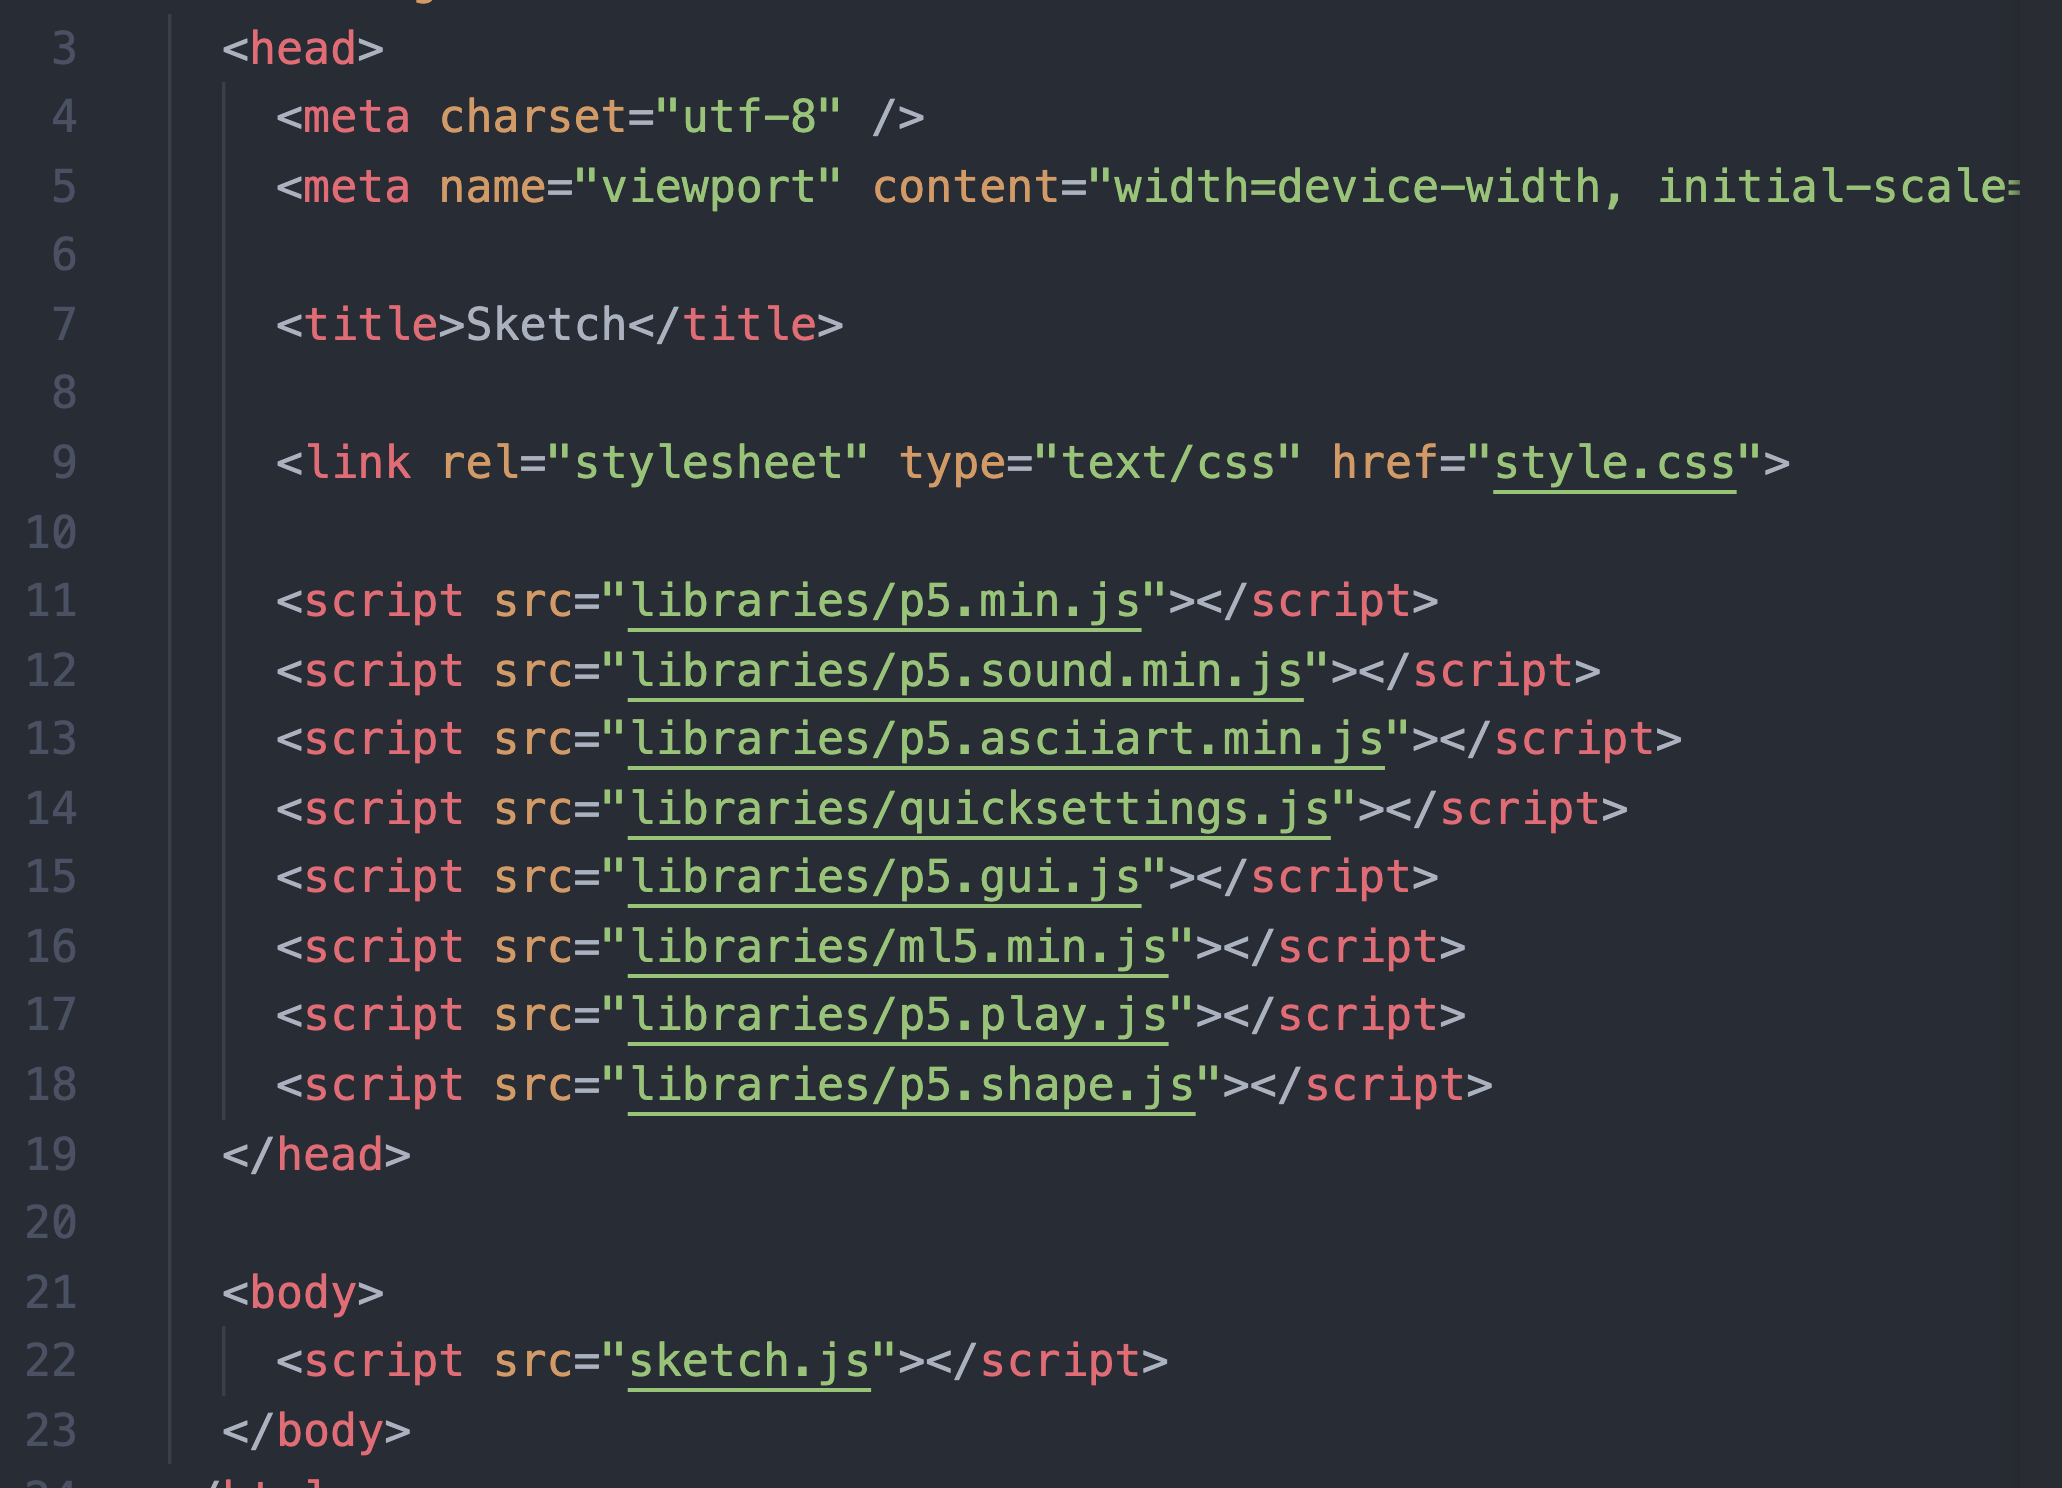 3 <head>
4 <meta charset="utf-8" />
5 <meta name="viewport" content="width=device-width, initial-scale=
6
7 <title>Sketch</title>
8
9 <link rel="stylesheet" type="text/css" href="style.css">
10
11 <script src="libraries/p5.min.js"></script>
12 <script src="libraries/p5.sound.min.js"></script>
13 <script src="libraries/p5.asciiart.min.js"></script>
14 <script src="libraries/quicksettings.js"></script>
15 <script src="libraries/p5.gui.js"></script>
16 <script src="libraries/ml5.min.js"></script>
17 <script src="libraries/p5.play.js"></script>
18 <script src="libraries/p5.shape.js"></script>
19 </head>
20
21 <body>
22 <script src="sketch.js"></script>
23 </body>